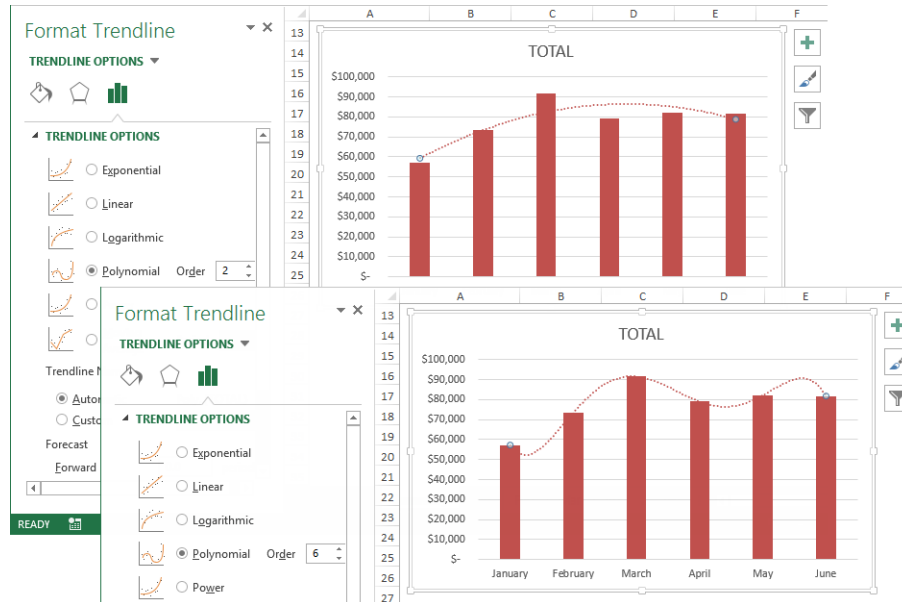 Format Trendline
TRENDLINE OPTIONS
TRENDLINE OPTIONS
Exponential
Linear
Logarithmic
Polynomial Order 2
Trendline N
Autor
Custo
Forecast
Forward
READY
A B C D E F
13
14
15
16
17
18
19
20
21
22
23
24
25
TOTAL
$100,000
$90,000
$80,000
$70,000
$60,000
$50,000
$40,000
$30,000
$20,000
$10,000
$-
Format Trendline
TRENDLINE OPTIONS
TRENDLINE OPTIONS
Exponential
Linear
Logarithmic
Polynomial Order 6
Power
A B C D E F
13
14
15
16
17
18
19
20
21
22
23
24
25
26
27
TOTAL
$100,000
$90,000
$80,000
$70,000
$60,000
$50,000
$40,000
$30,000
$20,000
$10,000
$-
January February March April May June